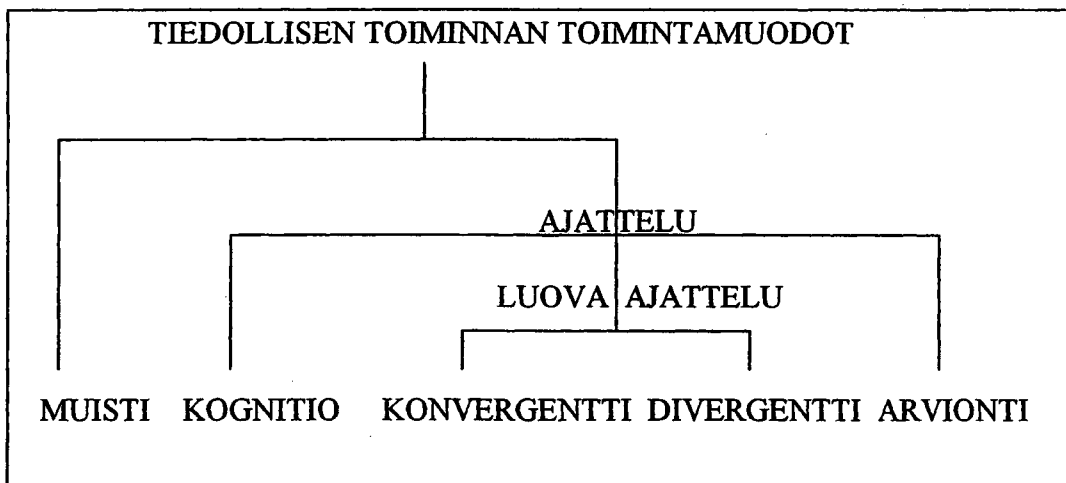 TIEDOLLISEN TOIMINNAN TOIMINTAMUODOT
AJATTELU
LUOVA AJATTELU
MUISTI KOGNITIO KONVERGENTTI DIVERGENTTI ARVIONTI